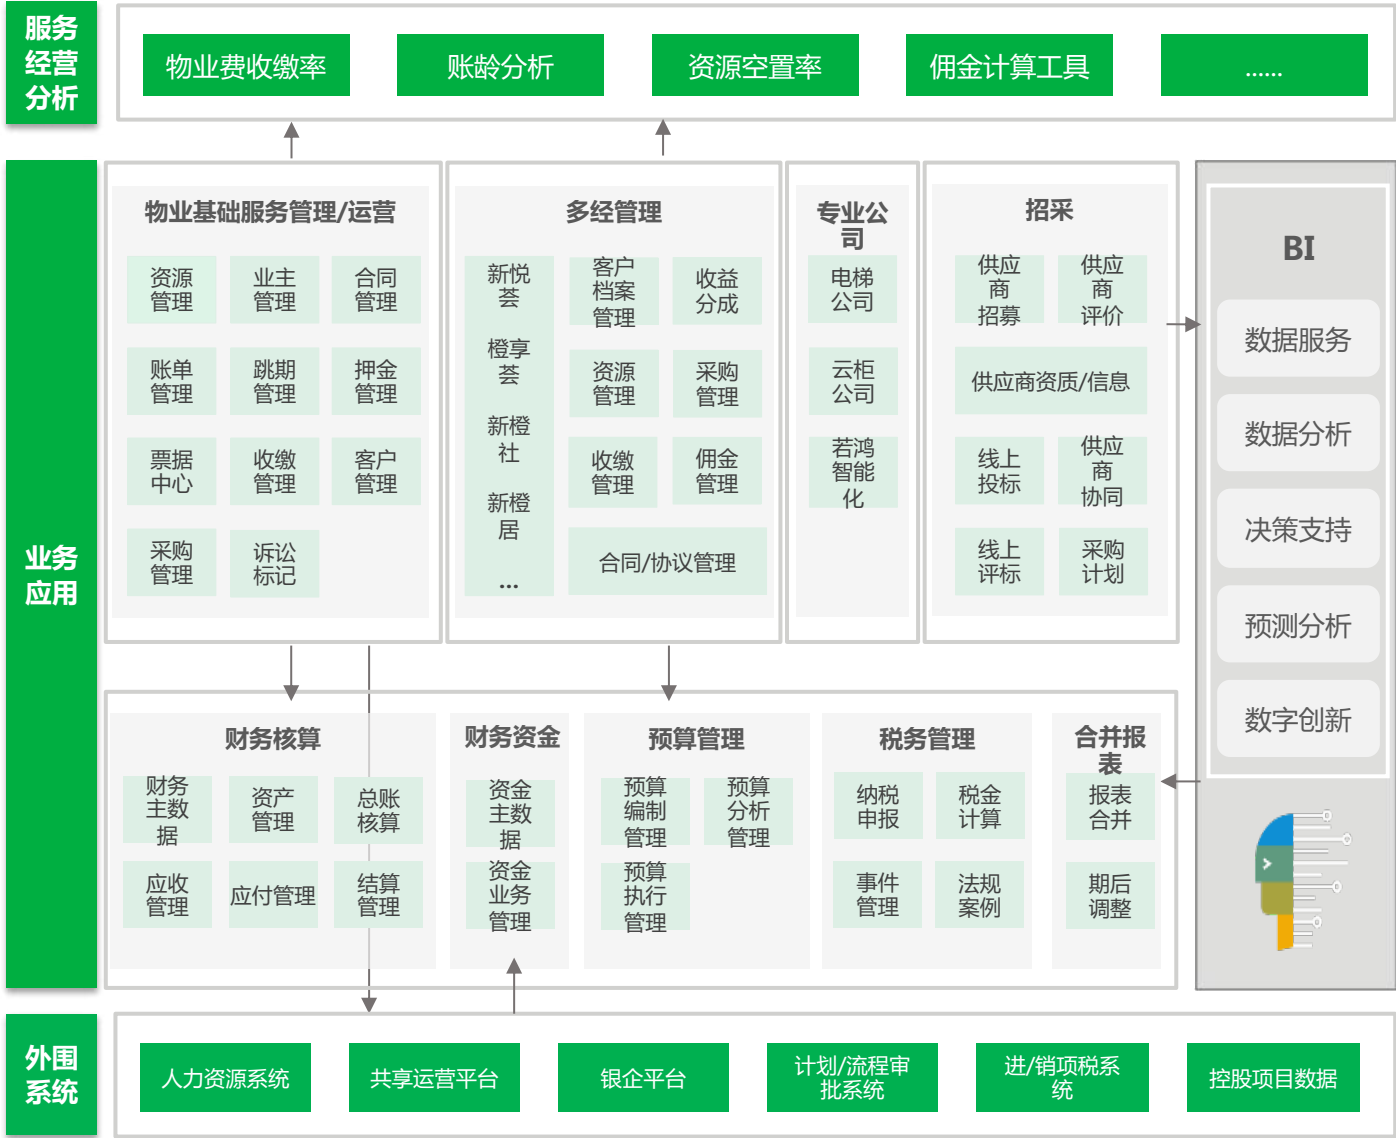 服务
经营
分析
物业费收缴率
账龄分析
资源空置率
佣金计算工具
......
业务
应用
物业基础服务管理/运营
资源
管理
业主
管理
合同
管理
账单
管理
跳期
管理
押金
管理
票据
中心
收缴
管理
客户
管理
采购
管理
诉讼
标记
多经管理
新悦
荟
橙享
荟
新橙
社
新橙
居
...
客户
档案
管理
收益
分成
资源
管理
采购
管理
收缴
管理
佣金
管理
合同/协议管理
专业公
司
电梯
公司
云柜
公司
若鸿
智能
化
招采
供应
商
招募
供应
商
评价
供应商资质/信息
线上
投标
供应
商
协同
线上
评标
采购
计划
BI
数据服务
数据分析
决策支持
预测分析
数字创新
财务核算
财务
主数
据
资产
管理
总账
核算
应收
管理
应付管理
结算
管理
财务资金
资金
主数
据
资金
业务
管理
预算管理
预算
编制
管理
预算
分析
管理
预算
执行
管理
税务管理
纳税
申报
税金
计算
事件
管理
法规
案例
合并报
表
报表
合并
期后
调整
外围
系统
人力资源系统
共享运营平台
银企平台
计划/流程审
批系统
进/销项税系
统
控股项目数据